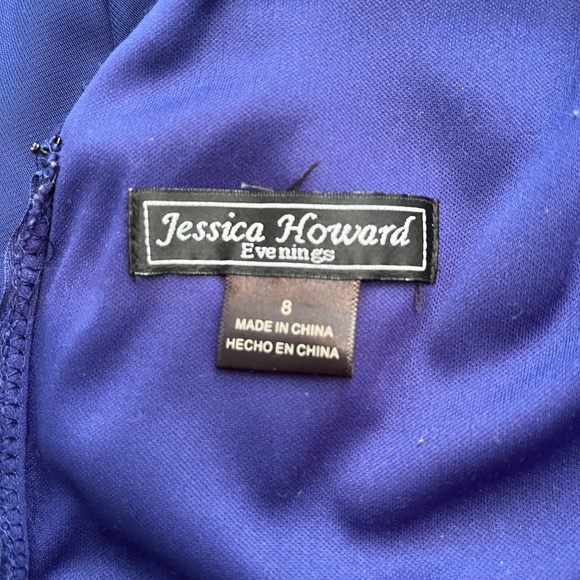 Jessica Howard
Evenings
8
MADE IN CHINA
HECHO EN CHINA